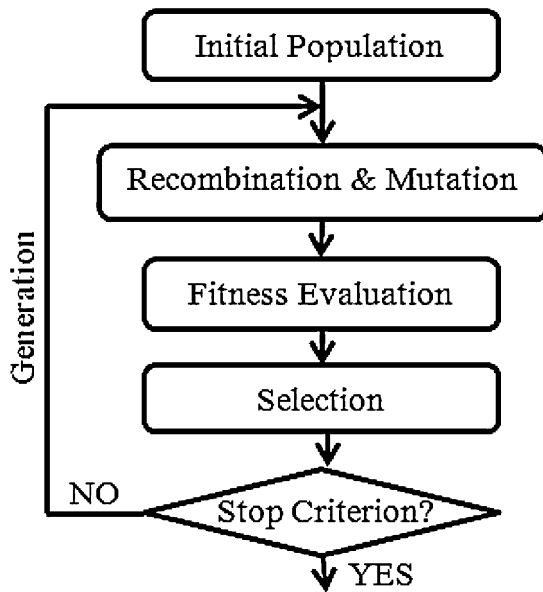 Initial Population
Recombination & Mutation
Fitness Evaluation
Generation
Selection
Stop Criterion?
NO
YES